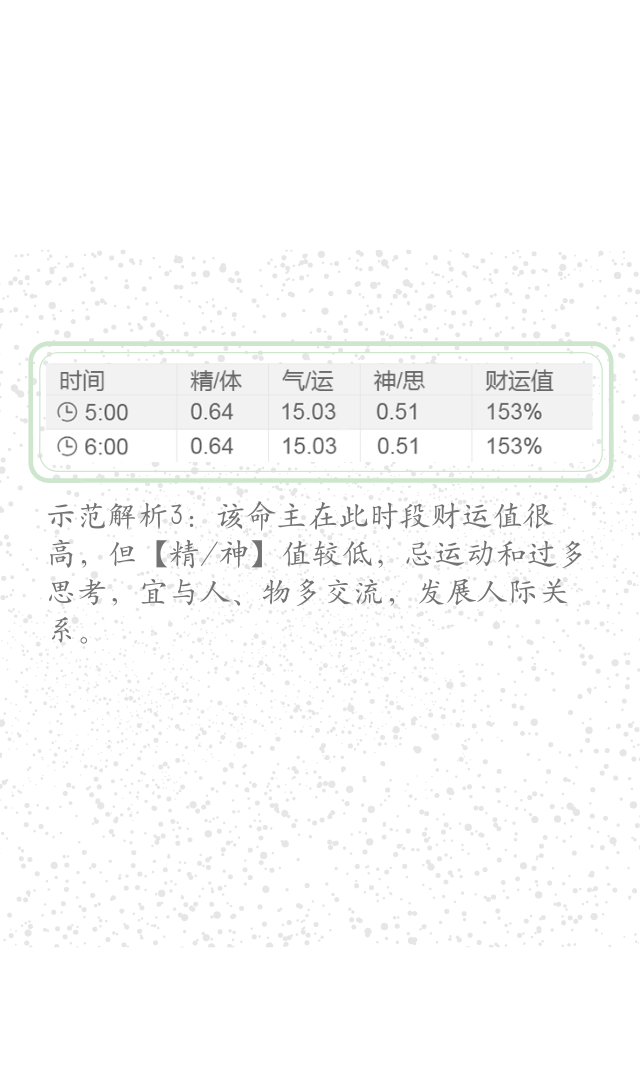 时间 精/体 气/运 神/思 财运值
5:00 0.64 15.03 0.51 153%
6:00 0.64 15.03 0.51 153%
示范解析3：该命主在此时段财运值很
高，但【精/神】值较低，忌运动和过多
思考，宜与人、物多交流，发展人际关
系。